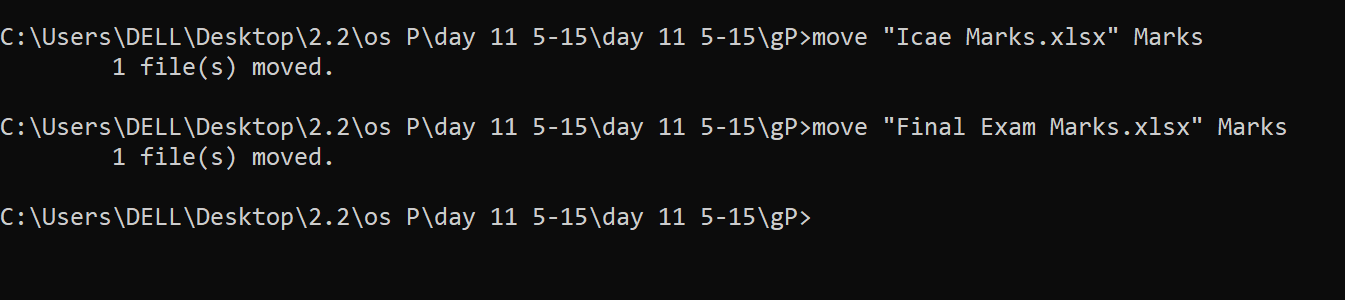 C:\Users\DELL\Desktop\2.2\os P\day 11 5-15\day 11 5-15\gP>move "Icae Marks.xlsx" Marks
        1 file(s) moved.
C:\Users\DELL\Desktop\2.2\os P\day 11 5-15\day 11 5-15\gP>move "Final Exam Marks.xlsx" Marks
        1 file(s) moved.
C:\Users\DELL\Desktop\2.2\os P\day 11 5-15\day 11 5-15\gP>